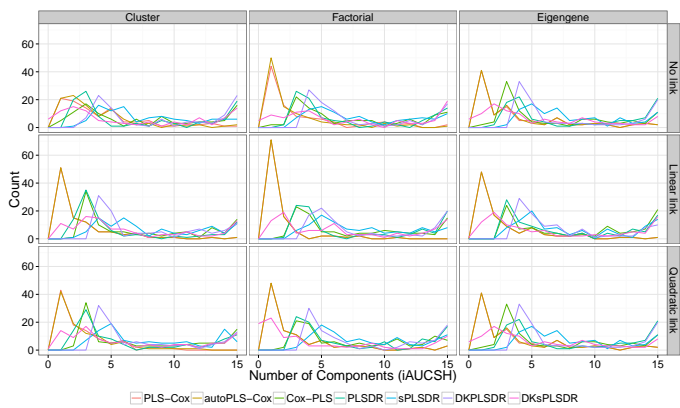 Cluster Factorial Eigengene
60
40
20
0
No link
60
40
20
0
Linear link
60
40
20
0
Quadratic link
Count
0 5 10 15 0 5 10 15 0 5 10 15
Number of Components (iAUCSH)
PLS−Cox autoPLS−Cox Cox−PLS PLSDR sPLSDR DKPLSDR DKsPLSDR